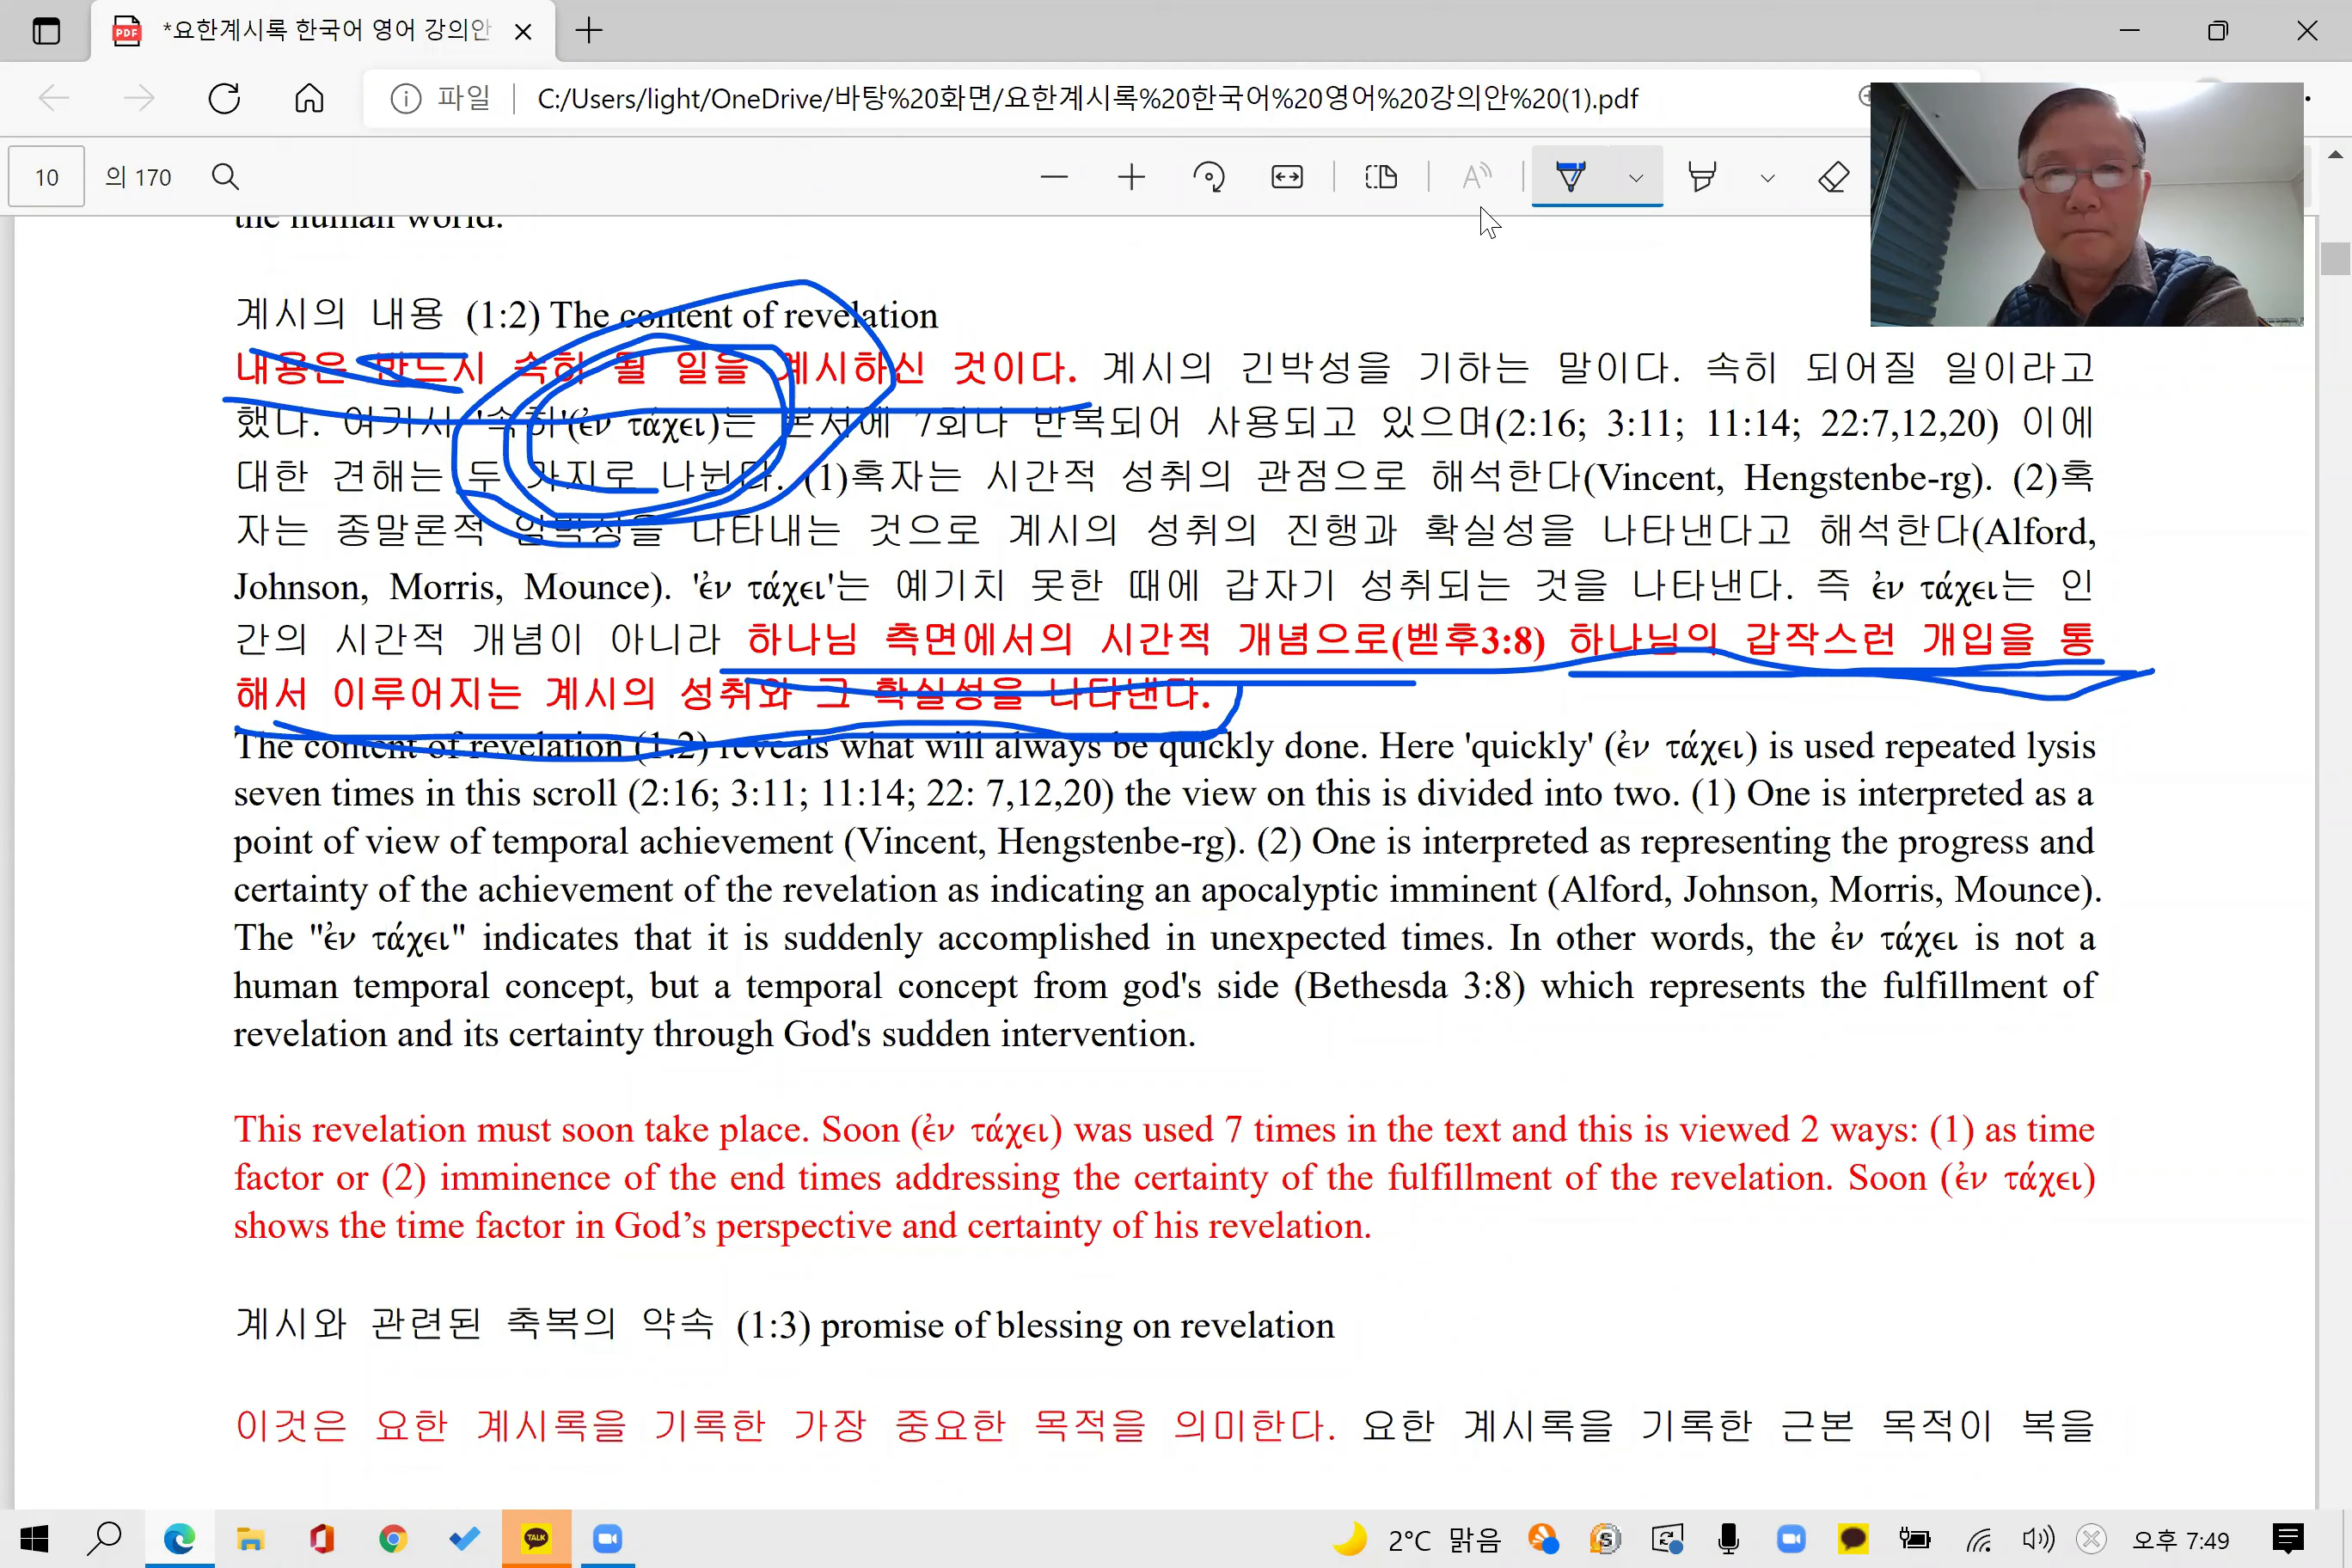 *요한계시록 한국어 영어 강의안
파일
C:/Users/light/OneDrive/바탕%20화면/요한계시록%20한국어%20영어%20강의안%20(1).pdf
10 의 170
the human world.
계시의 내용 (1:2) The content of revelation
내용은 반드시 속히 될 일을 계시하신 것이다. 계시의 긴박성을 기하는 말이다. 속히 되어질 일이라고
했다. 여기서 '속히'(ἐν τάχει)는 본서에 7회나 반복되어 사용되고 있으며(2:16; 3:11; 11:14; 22:7,12,20) 이에
대한 견해는 두 가지로 나뉜다. (1)혹자는 시간적 성취의 관점으로 해석한다(Vincent, Hengstenbe-rg). (2)혹
자는 종말론적 임박성을 나타내는 것으로 계시의 성취의 진행과 확실성을 나타낸다고 해석한다(Alford,
Johnson, Morris, Mounce). 'ἐν τάχει'는 예기치 못한 때에 갑자기 성취되는 것을 나타낸다. 즉 ἐν τάχει는 인
간의 시간적 개념이 아니라 하나님 측면에서의 시간적 개념으로(벧후3:8) 하나님의 갑작스런 개입을 통
해서 이루어지는 계시의 성취와 그 확실성을 나타낸다.
The content of revelation (1:2) reveals what will always be quickly done. Here 'quickly' (ἐν τάχει) is used repeated lysis
seven times in this scroll (2:16; 3:11; 11:14; 22: 7,12,20) the view on this is divided into two. (1) One is interpreted as a
point of view of temporal achievement (Vincent, Hengstenbe-rg). (2) One is interpreted as representing the progress and
certainty of the achievement of the revelation as indicating an apocalyptic imminent (Alford, Johnson, Morris, Mounce).
The "ἐν τάχει" indicates that it is suddenly accomplished in unexpected times. In other words, the ἐν τάχει is not a
human temporal concept, but a temporal concept from god's side (Bethesda 3:8) which represents the fulfillment of
revelation and its certainty through God's sudden intervention.
This revelation must soon take place. Soon (ἐν τάχει) was used 7 times in the text and this is viewed 2 ways: (1) as time
factor or (2) imminence of the end times addressing the certainty of the fulfillment of the revelation. Soon (ἐν τάχει)
shows the time factor in God’s perspective and certainty of his revelation.
계시와 관련된 축복의 약속 (1:3) promise of blessing on revelation
이것은 요한 계시록을 기록한 가장 중요한 목적을 의미한다. 요한 계시록을 기록한 근본 목적이 복을
2°C 맑음 오후 7:49